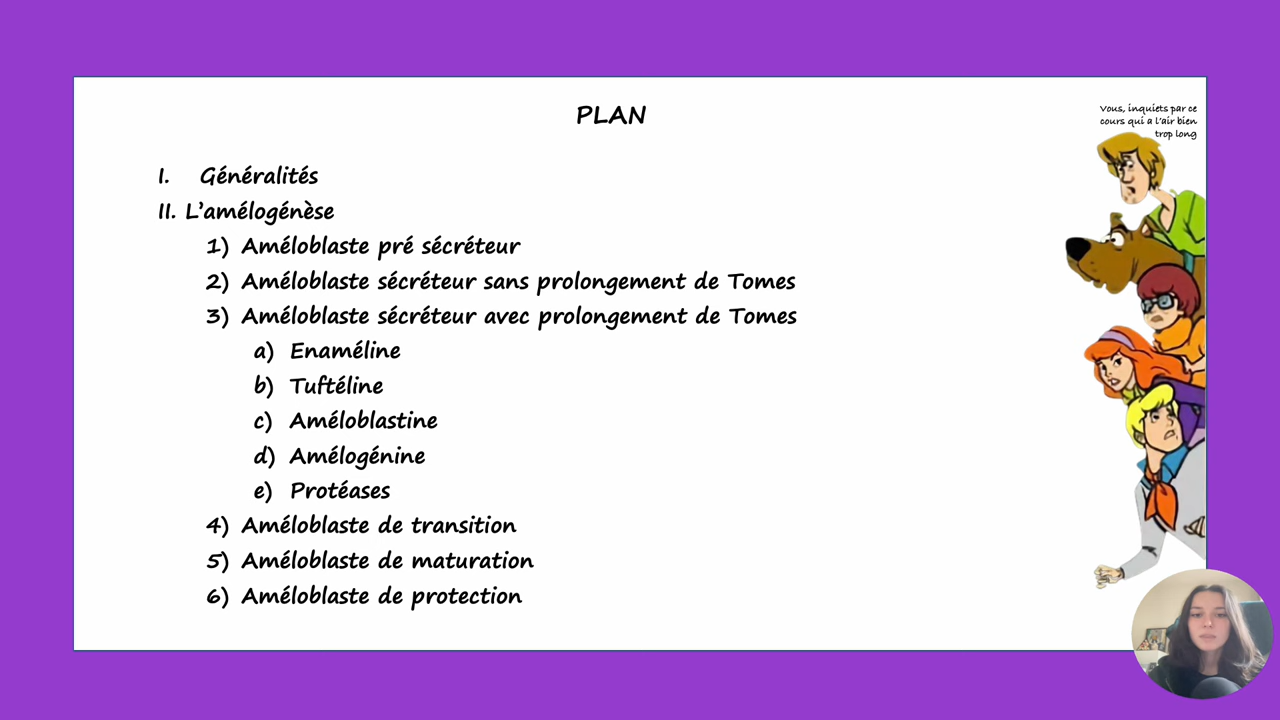 PLAN
Vous, inquiets par ce
cours qui a l'air bien
trop long
I. Généralités
II. L'amélogénèse
1) Améloblaste pré sécréteur
2) Améloblaste sécréteur sans prolongement de Tomes
3) Améloblaste sécréteur avec prolongement de Tomes
a) Enaméline
b) Tuftéline
c) Améloblastine
d) Amélogénine
e) Protéases
4) Améloblaste de transition
5) Améloblaste de maturation
6) Améloblaste de protection